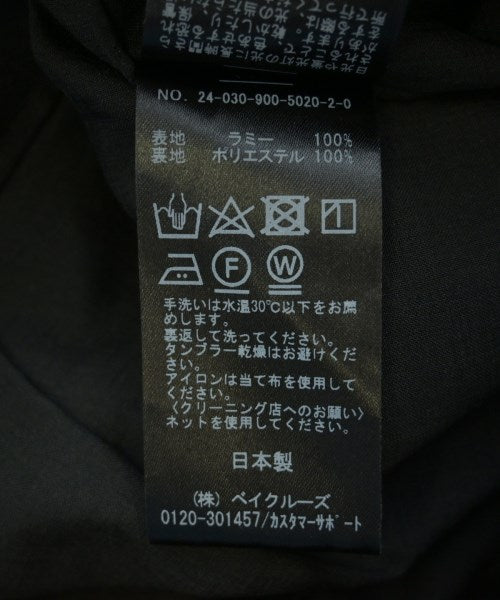 NO. 24-030-900-5020-2-0
表地 ラミー 100%
裏地 ポリエステル 100%
F W
手洗いは水温30℃以下をお薦
めします。
裏返して洗ってください。
タンブラー乾燥はお避けくだ
さい。
アイロンは当て布を使用して
ください。
〈クリーニング店へのお願い〉
ネットを使用してください。
日本製
(株) ベイクルーズ
0120-301457/カスタマーサポート